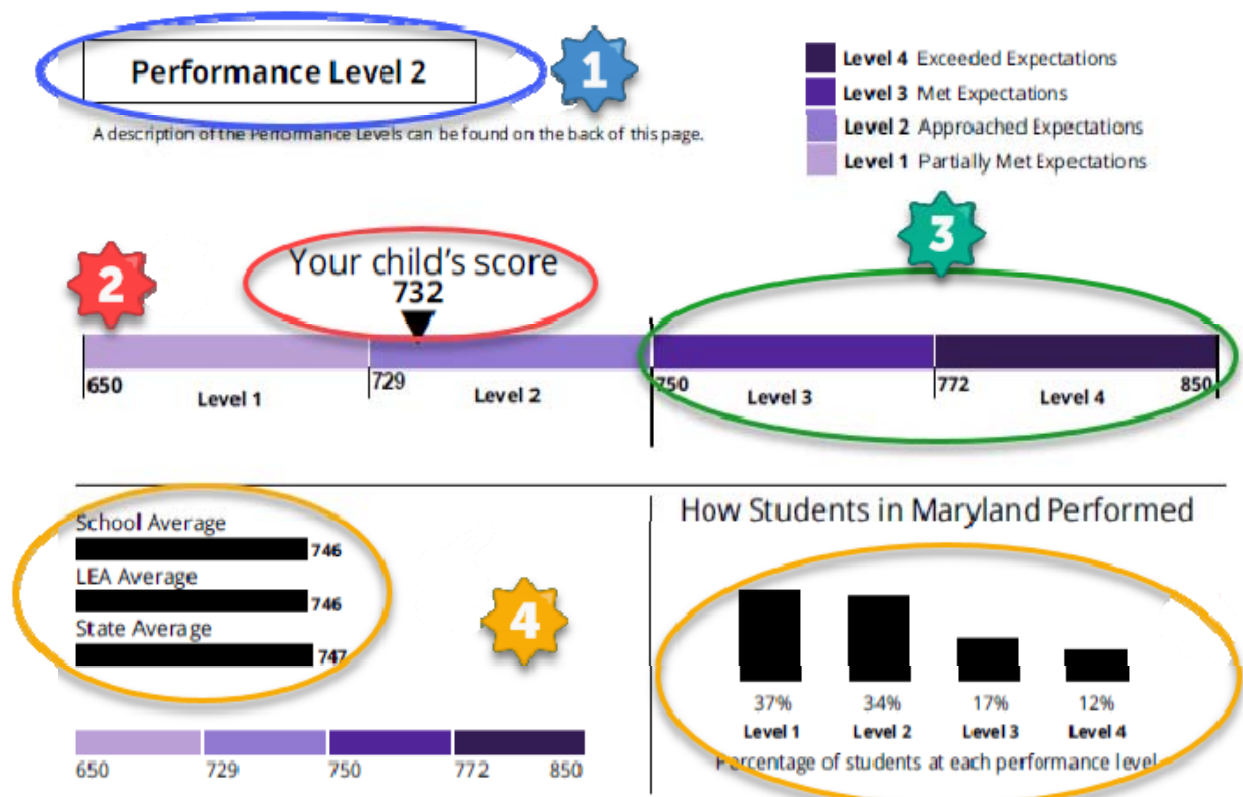 Performance Level 2
1
A description of the Performance Levels can be found on the back of this page.
Level 4 Exceeded Expectations
Level 3 Met Expectations
Level 2 Approached Expectations
Level 1 Partially Met Expectations
3
2
Your child's score
732
650
Level 1
729
Level 2
750
Level 3
772
Level 4
850
School Average
746
LEA Average
746
State Average
747
4
650 729 750 772 850
How Students in Maryland Performed
37% 34% 17% 12%
Level 1 Level 2 Level 3 Level 4
Percentage of students at each performance level